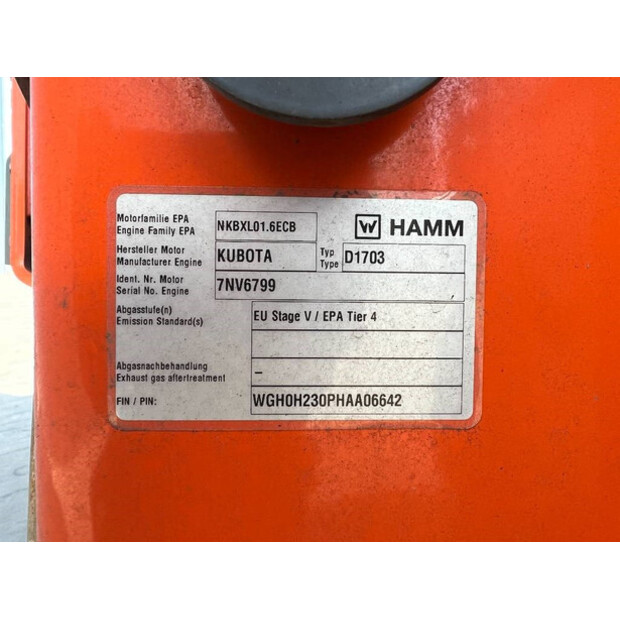 Motorfamilie EPA
Engine Family EPA
NKBXL01.6ECB
W HAMM
Hersteller Motor
Manufacturer Engine
KUBOTA
Typ
Type
D1703
Ident. Nr. Motor
Serial No. Engine
7NV6799
Abgasstufe(n)
Emission Standard(s)
EU Stage V / EPA Tier 4
Abgasnachbehandlung
Exhaust gas aftertreatment
–
FIN / PIN:
WGH0H230PHAA06642